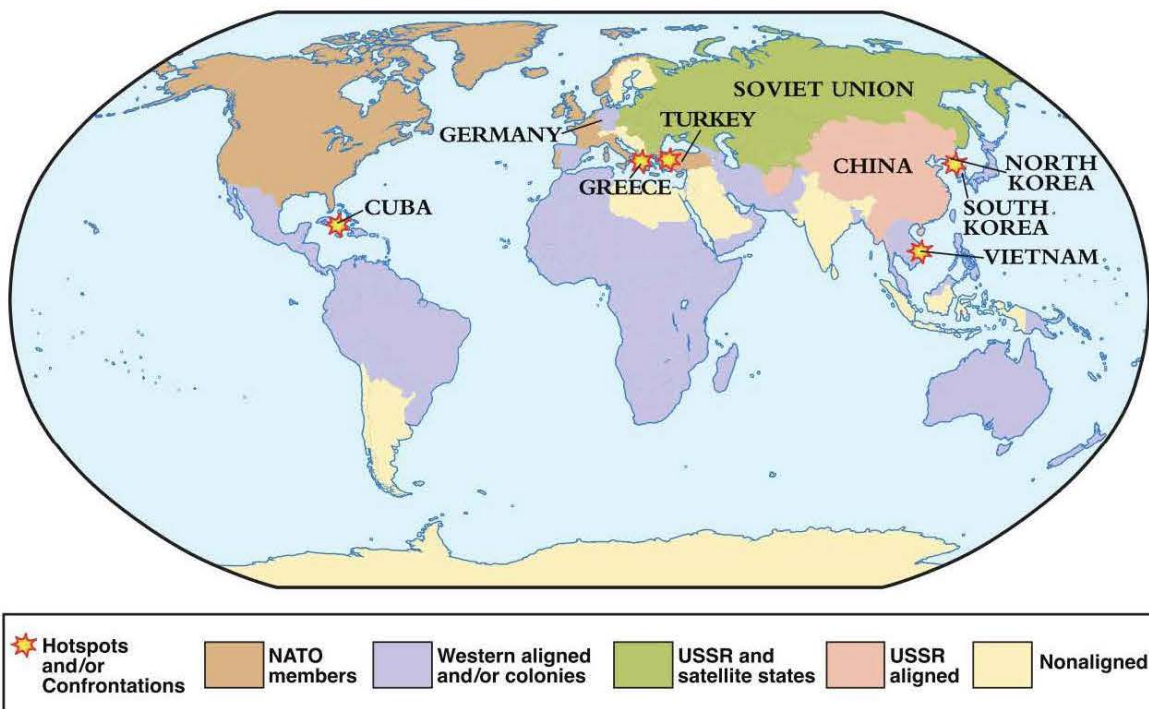 SOVIET UNION
GERMANY
TURKEY
CHINA
NORTH
KOREA
GREECE
CUBA
SOUTH
KOREA
VIETNAM
Hotspots
and/or
Confrontations
NATO
members
Western aligned
and/or colonies
USSR and
satellite states
USSR
aligned
Nonaligned